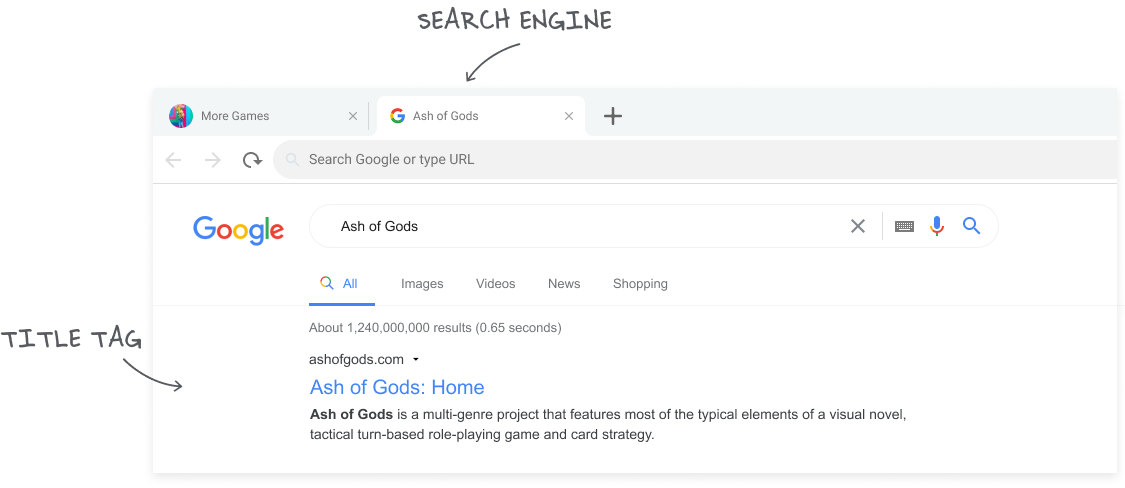 SEARCH ENGINE
More Games
Ash of Gods
Search Google or type URL
Google
Ash of Gods
All Images Videos News Shopping
About 1,240,000,000 results (0.65 seconds)
TITLE TAG
ashofgods.com
Ash of Gods: Home
Ash of Gods is a multi-genre project that features most of the typical elements of a visual novel,
tactical turn-based role-playing game and card strategy.